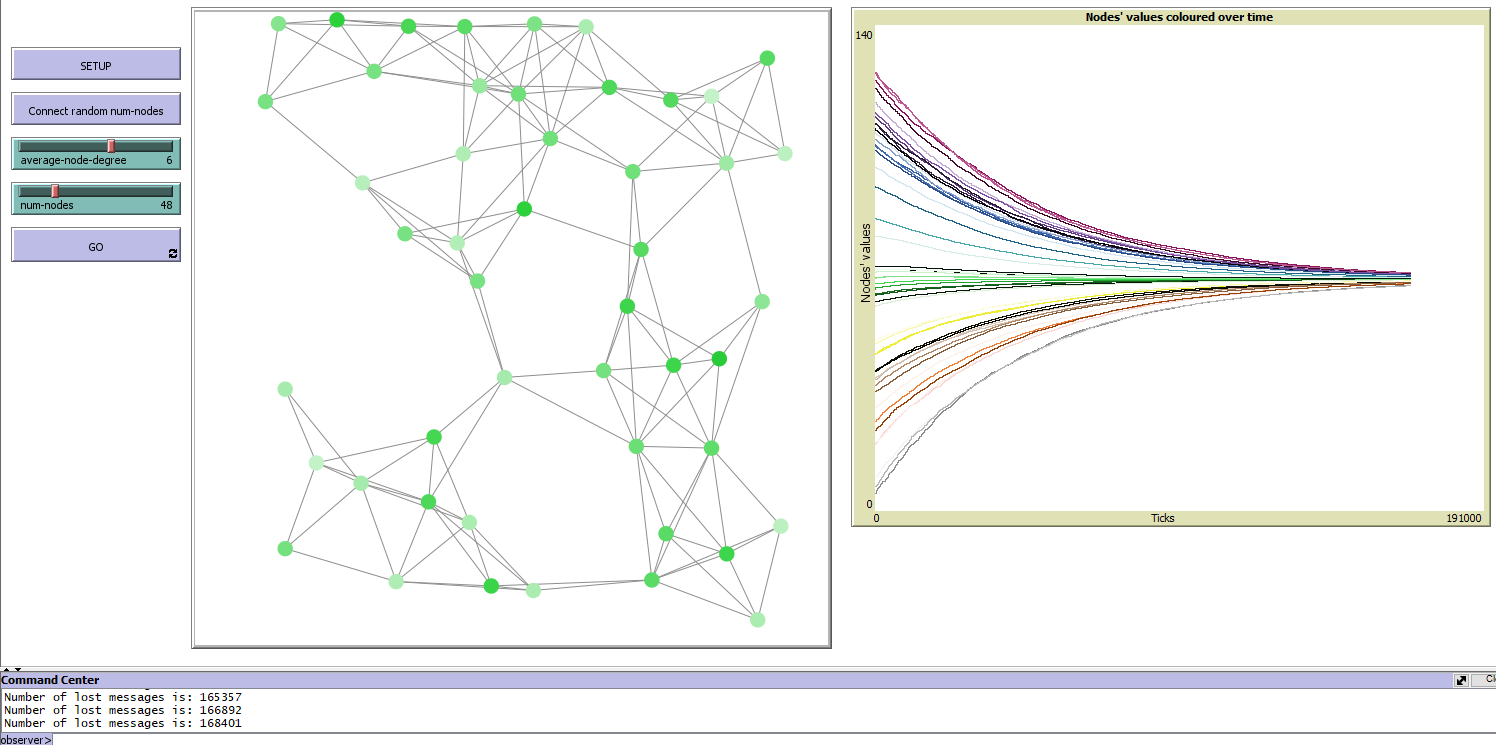 SETUP
Connect random num-nodes
average-node-degree 6
num-nodes 48
GO
Nodes' values coloured over time
140
Nodes' values
0
0 Ticks 191000
Command Center
Number of lost messages is: 165357
Number of lost messages is: 166892
Number of lost messages is: 168401
observer>